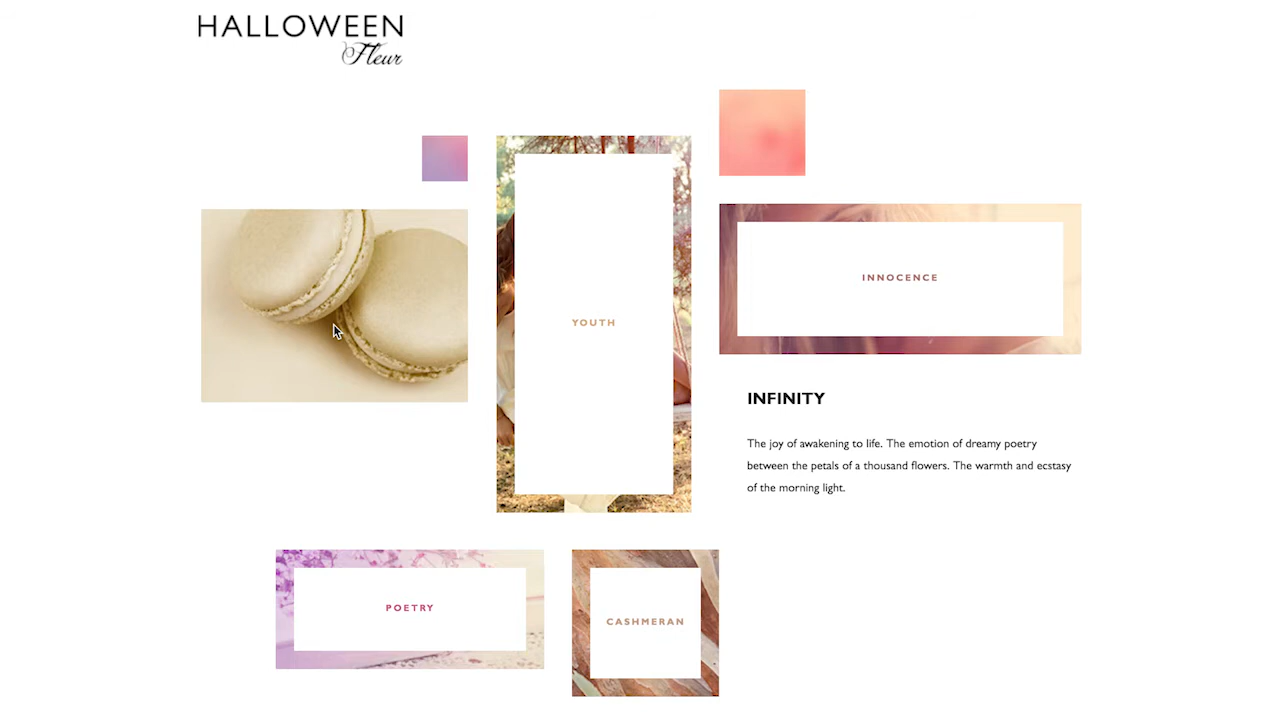 HALLOWEEN
Fleur
YOUTH
INNOCENCE
INFINITY
The joy of awakening to life. The emotion of dreamy poetry
between the petals of a thousand flowers. The warmth and ecstasy
of the morning light.
POETRY
CASHMERAN